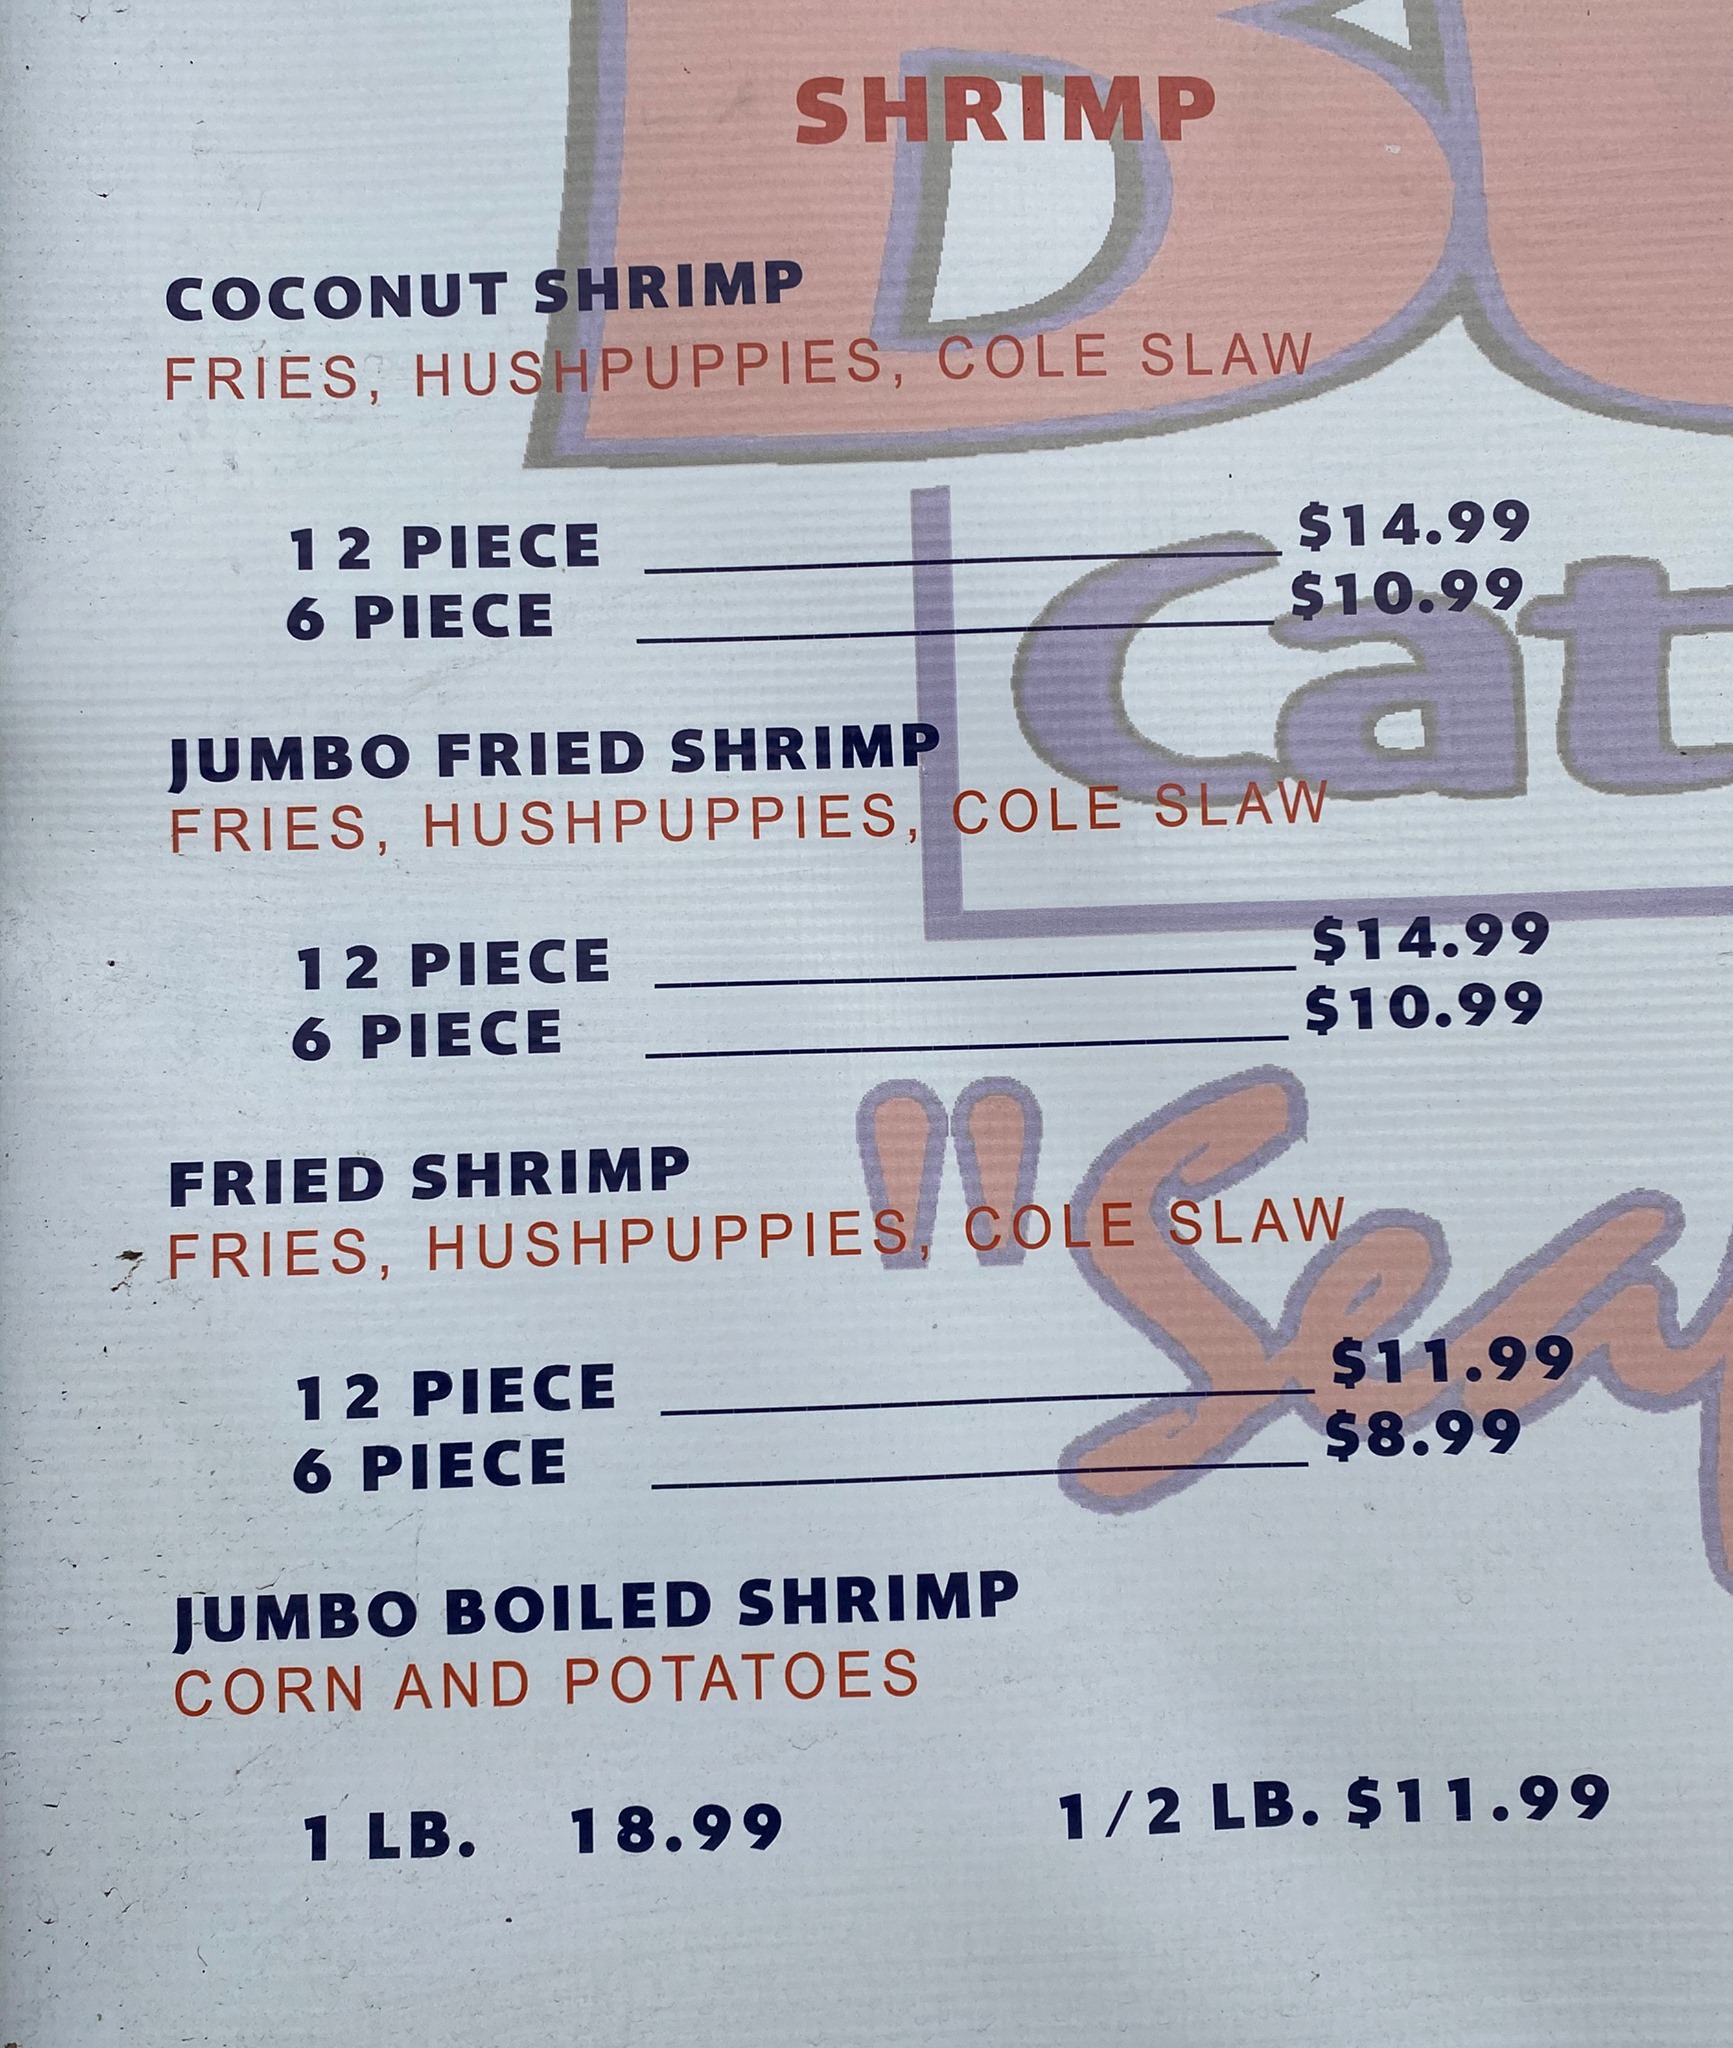 SHRIMP
COCONUT SHRIMP
FRIES, HUSHPUPPIES, COLE SLAW
12 PIECE $14.99
6 PIECE $10.99
Cat
JUMBO FRIED SHRIMP
FRIES, HUSHPUPPIES, COLE SLAW
12 PIECE $14.99
6 PIECE $10.99
FRIED SHRIMP
FRIES, HUSHPUPPIES, COLE SLAW
12 PIECE $11.99
6 PIECE $8.99
JUMBO BOILED SHRIMP
CORN AND POTATOES
1 LB. 18.99 1/2 LB. $11.99